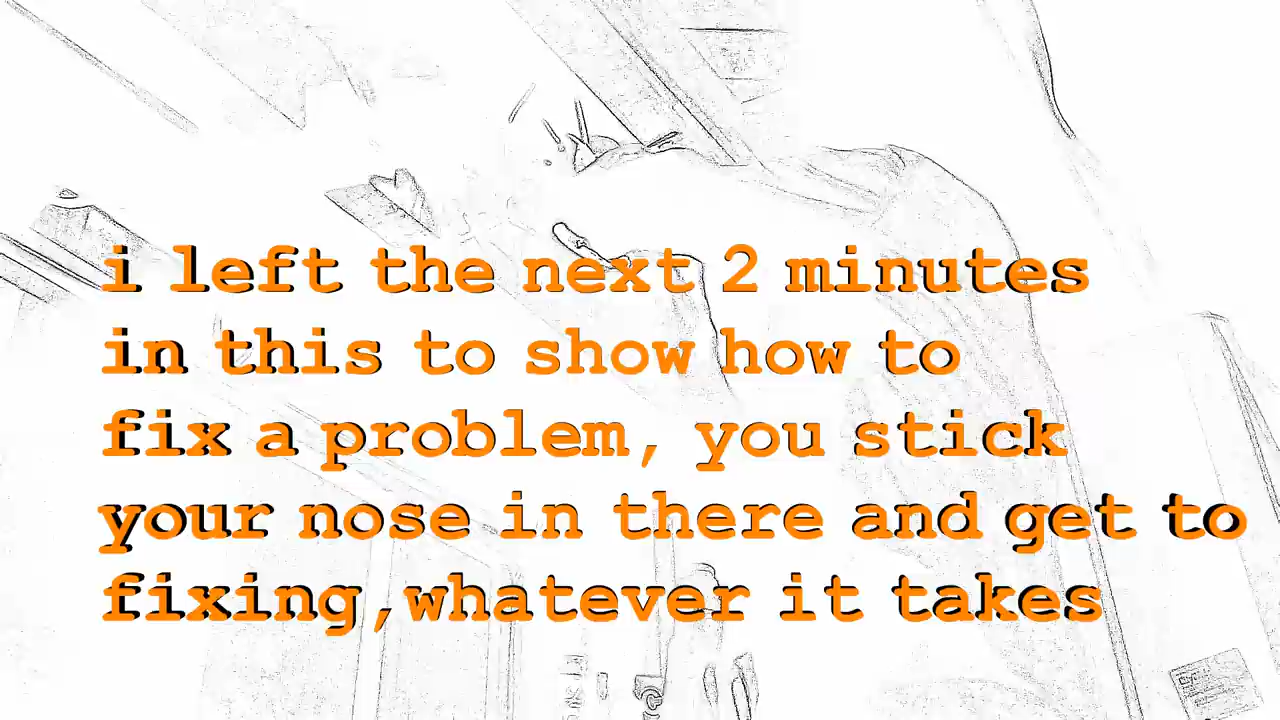 i left the next 2 minutes
in this to show how to
fix a problem, you stick
your nose in there and get to
fixing,whatever it takes